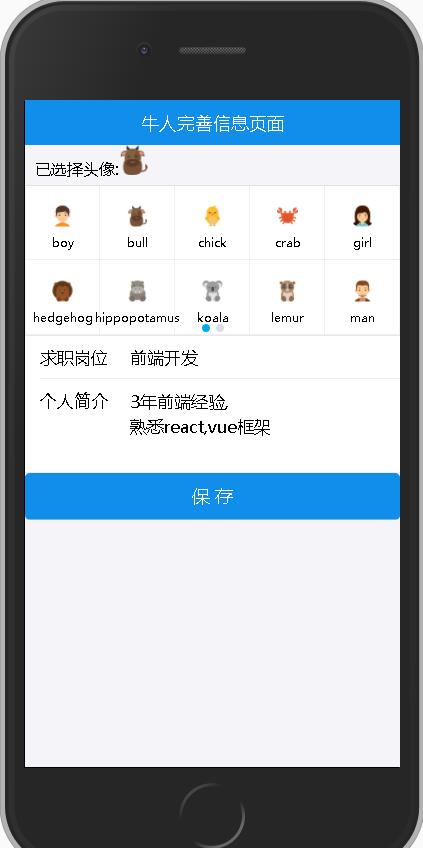 牛人完善信息页面
已选择头像:
boy bull chick crab girl
hedgehog hippopotamus koala lemur man
求职岗位 前端开发
个人简介 3年前端经验,
熟悉react,vue框架
保 存